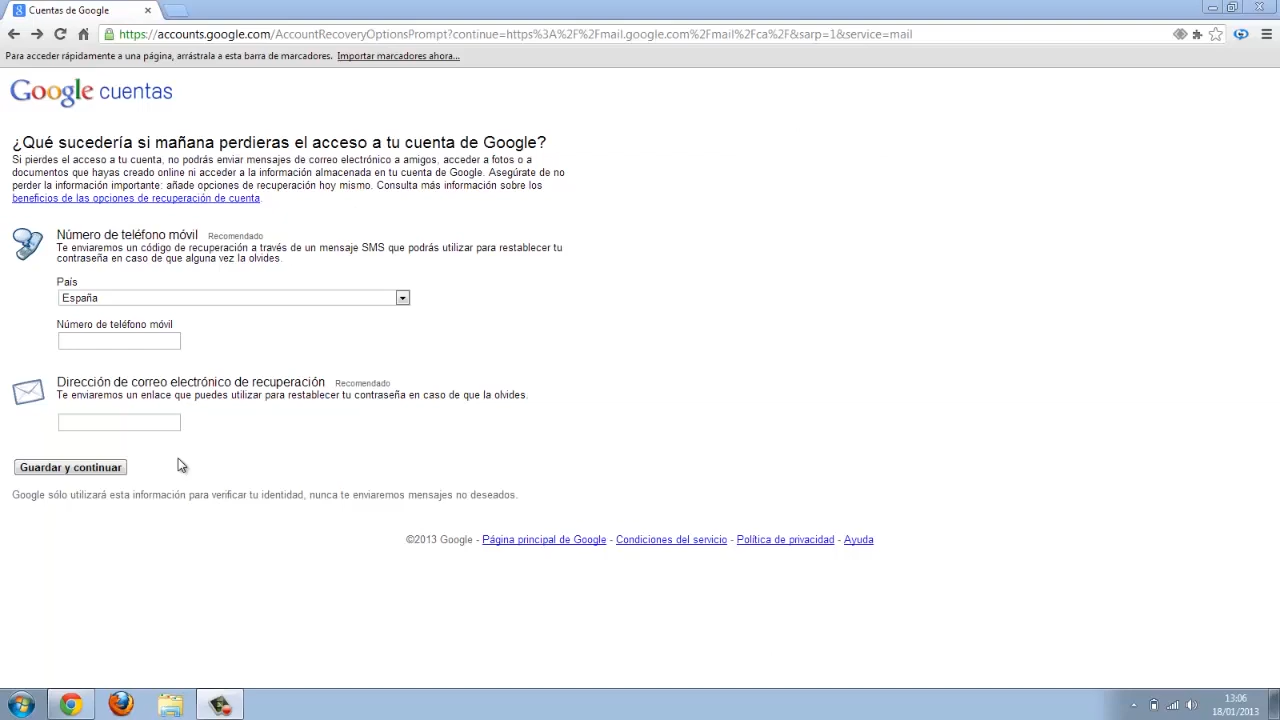 Cuentas de Google
https://accounts.google.com/AccountRecoveryOptionsPrompt?continue=https%3A%2F%2Fmail.google.com%2Fmail%2Fca%2F&sarp=1&service=mail
Para acceder rápidamente a una página, arrástrala a esta barra de marcadores. Importar marcadores ahora...
Google cuentas
¿Qué sucedería si mañana perdieras el acceso a tu cuenta de Google?
Si pierdes el acceso a tu cuenta, no podrás enviar mensajes de correo electrónico a amigos, acceder a fotos o a
documentos que hayas creado online ni acceder a la información almacenada en tu cuenta de Google. Asegúrate de no
perder la información importante: añade opciones de recuperación hoy mismo. Consulta más información sobre los
beneficios de las opciones de recuperación de cuenta.
Número de teléfono móvil Recomendado
Te enviaremos un código de recuperación a través de un mensaje SMS que podrás utilizar para restablecer tu
contraseña en caso de que alguna vez la olvides.
País
España
Número de teléfono móvil
Dirección de correo electrónico de recuperación Recomendado
Te enviaremos un enlace que puedes utilizar para restablecer tu contraseña en caso de que la olvides.
Guardar y continuar
Google sólo utilizará esta información para verificar tu identidad, nunca te enviaremos mensajes no deseados.
©2013 Google - Página principal de Google - Condiciones del servicio - Política de privacidad - Ayuda
13:06
18/01/2013